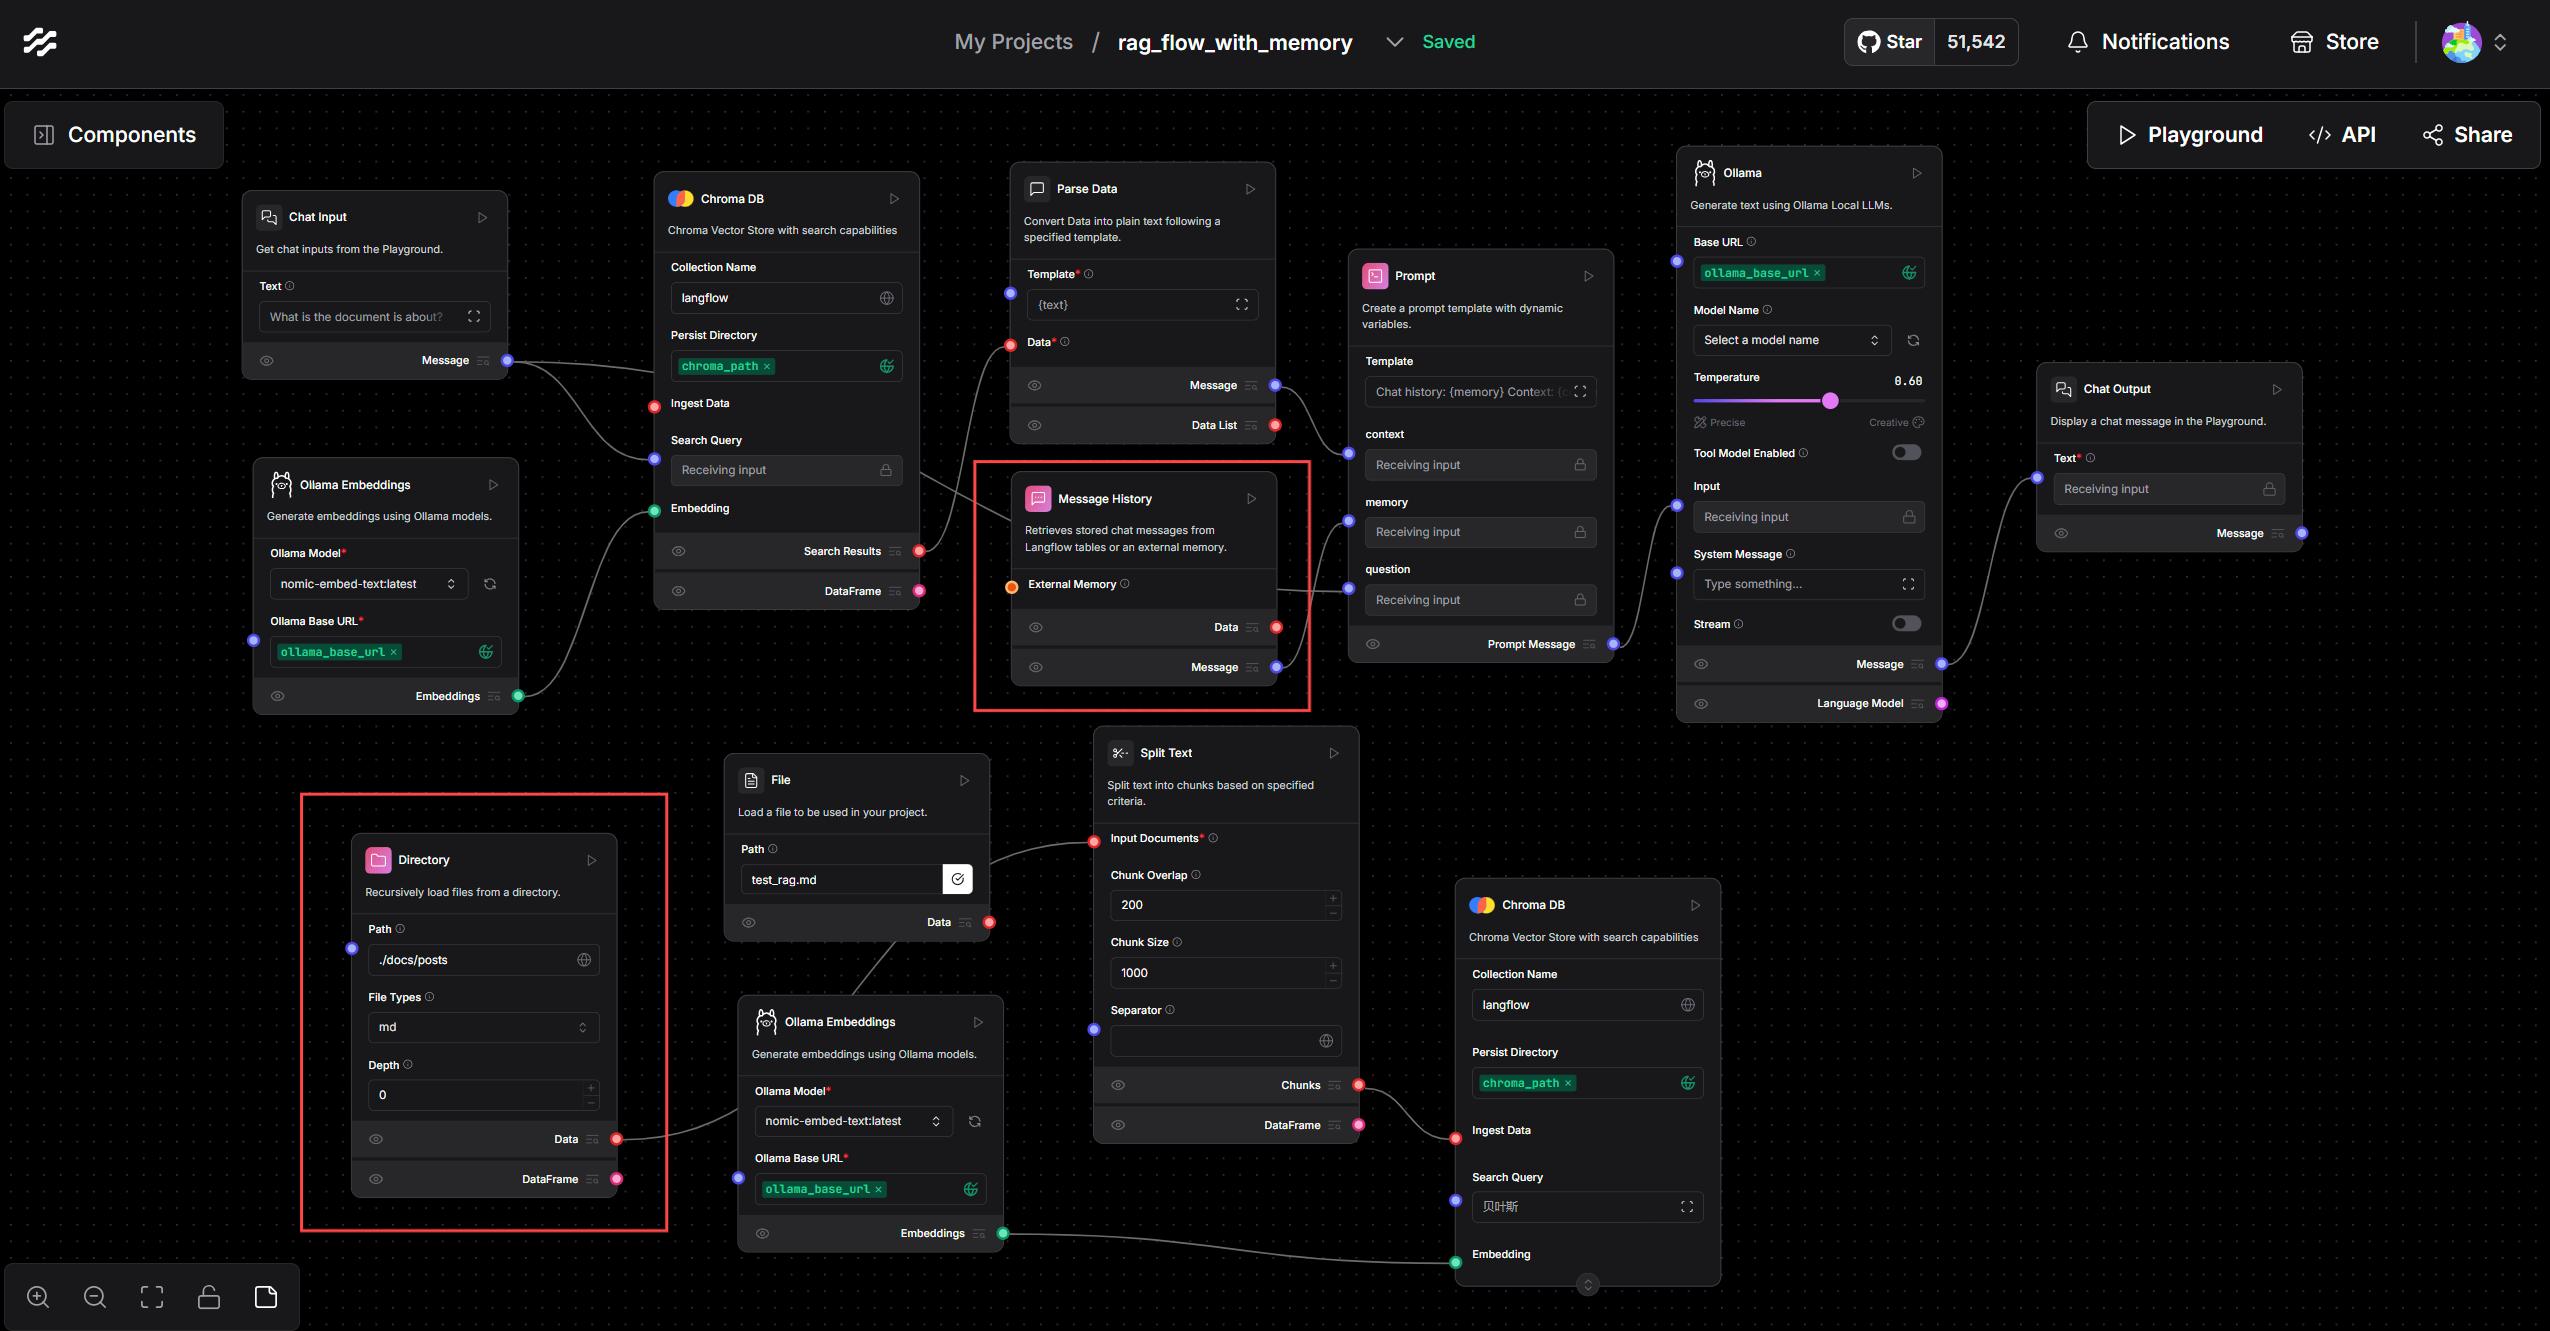 My Projects / rag_flow_with_memory Saved
Star 51,542
Notifications
Store
Components
Playground
API
Share
Chat Input
Get chat inputs from the Playground.
Text
What is the document is about?
Message
Ollama Embeddings
Generate embeddings using Ollama models.
Ollama Model*
nomic-embed-text:latest
Ollama Base URL*
ollama_base_url ×
Embeddings
Chroma DB
Chroma Vector Store with search capabilities
Collection Name
langflow
Persist Directory
chroma_path ×
Ingest Data
Search Query
Receiving input
Embedding
Search Results
DataFrame
Parse Data
Convert Data into plain text following a
specified template.
Template*
{text}
Data*
Message
Data List
Message History
Retrieves stored chat messages from
Langflow tables or an external memory.
External Memory
Data
Message
Prompt
Create a prompt template with dynamic
variables.
Template
Chat history: {memory} Context: {c
context
Receiving input
memory
Receiving input
question
Receiving input
Prompt Message
Ollama
Generate text using Ollama Local LLMs.
Base URL
ollama_base_url ×
Model Name
Select a model name
Temperature
0.60
Precise
Creative
Tool Model Enabled
Input
Receiving input
System Message
Type something...
Stream
Message
Language Model
Chat Output
Display a chat message in the Playground.
Text*
Receiving input
Message
Directory
Recursively load files from a directory.
Path
./docs/posts
File Types
md
Depth
0
Data
DataFrame
File
Load a file to be used in your project.
Path
test_rag.md
Data
Ollama Embeddings
Generate embeddings using Ollama models.
Ollama Model*
nomic-embed-text:latest
Ollama Base URL*
ollama_base_url ×
Embeddings
Split Text
Split text into chunks based on specified
criteria.
Input Documents*
Chunk Overlap
200
Chunk Size
1000
Separator
Chunks
DataFrame
Chroma DB
Chroma Vector Store with search capabilities
Collection Name
langflow
Persist Directory
chroma_path ×
Ingest Data
Search Query
贝叶斯
Embedding